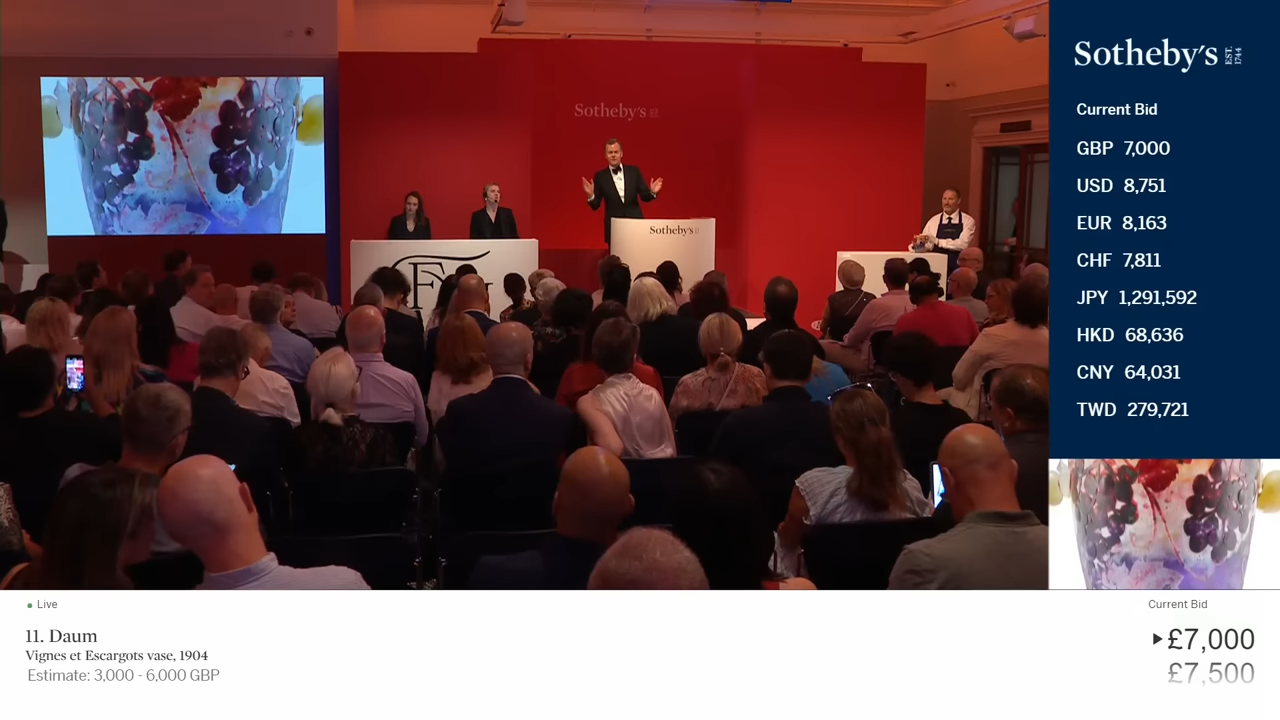 Sotheby's EST. 1744
Current Bid
GBP 7,000
USD 8,751
EUR 8,163
CHF 7,811
JPY 1,291,592
HKD 68,636
CNY 64,031
TWD 279,721
Sotheby's
Sotheby's
Live
11. Daum
Vignes et Escargots vase, 1904
Estimate: 3,000 - 6,000 GBP
Current Bid
£7,000
£7,500